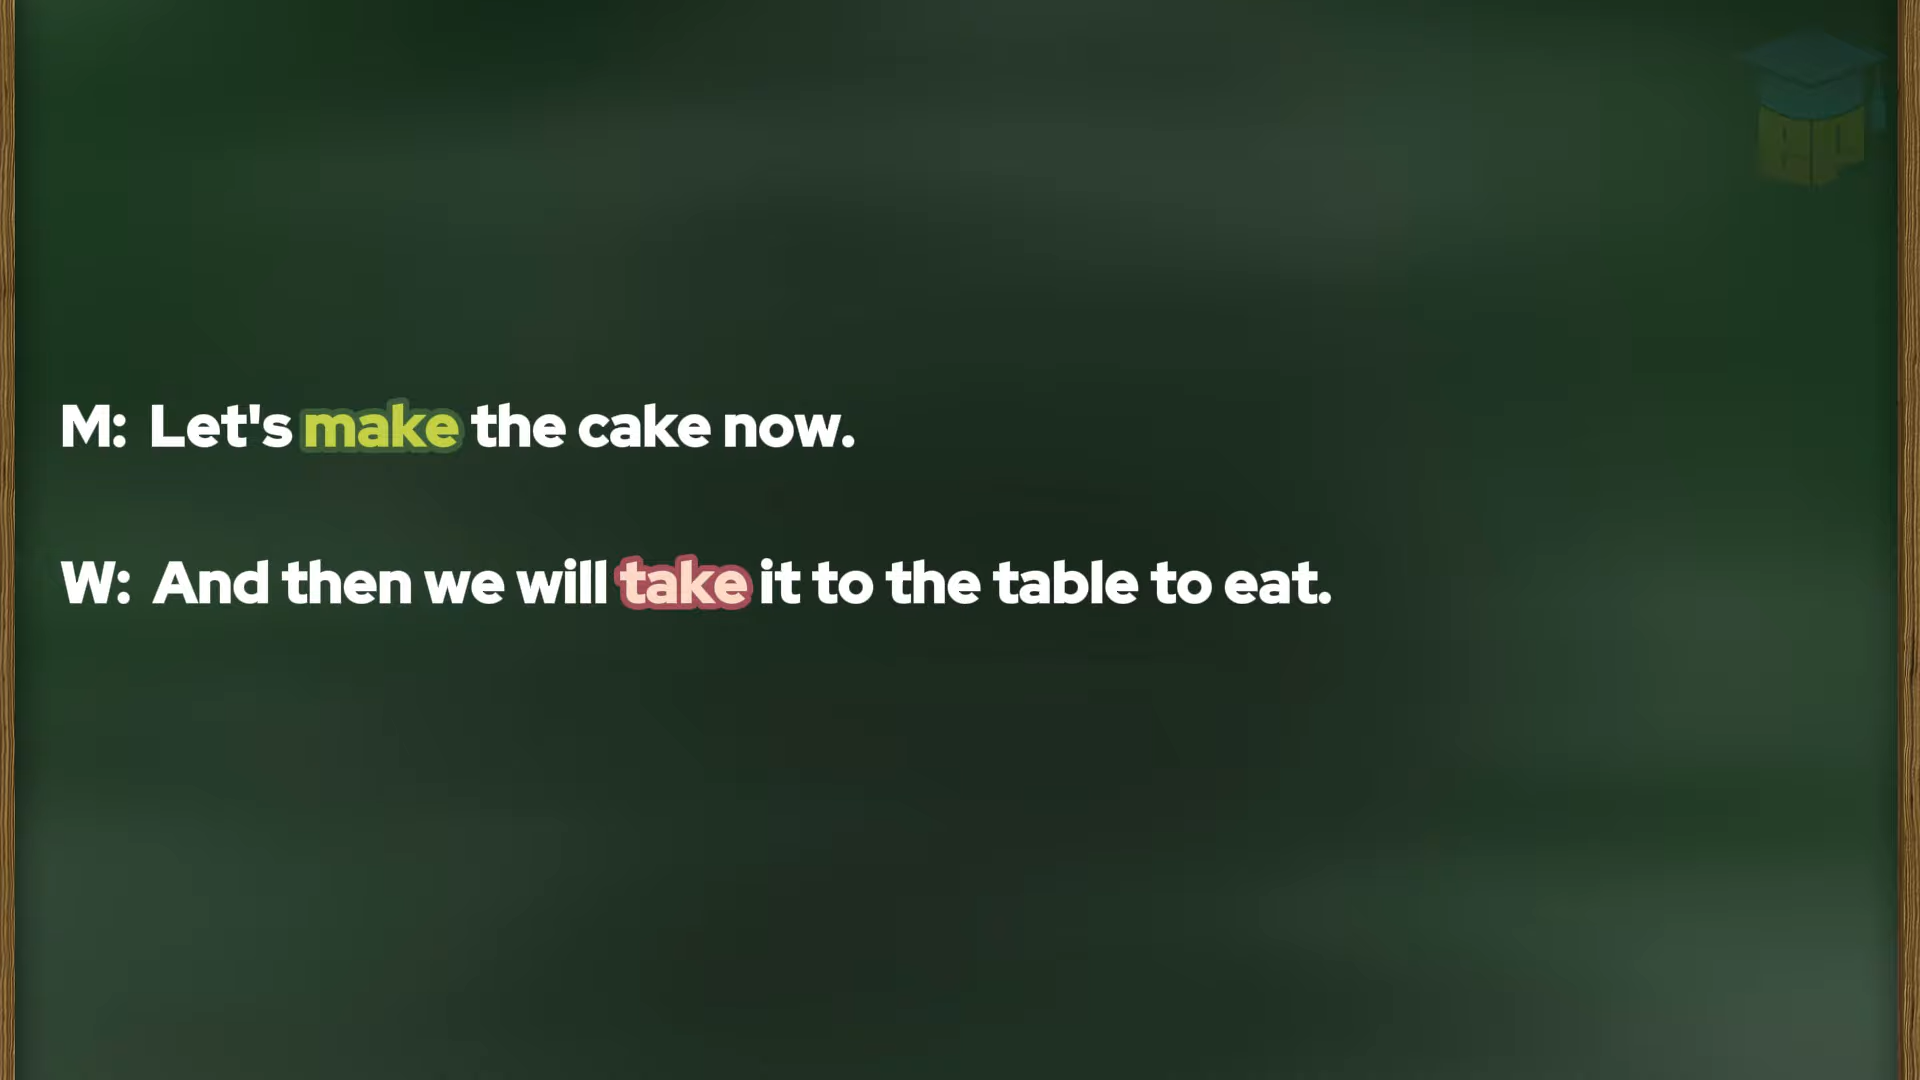 M: Let's make the cake now.
W: And then we will take it to the table to eat.